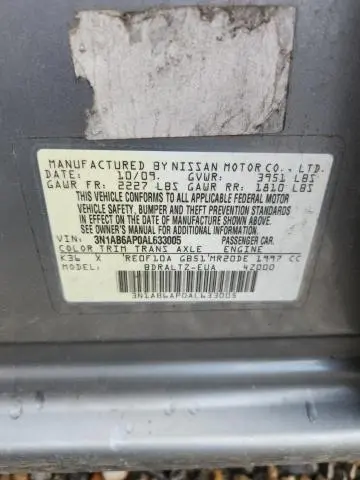 MANUFACTURED BY NISSAN MOTOR CO., LTD.
DATE: 10/09. GVWR: 3951 LBS
GAWR FR: 2227 LBS GAWR RR: 1810 LBS
THIS VEHICLE CONFORMS TO ALL APPLICABLE FEDERAL MOTOR
VEHICLE SAFETY, BUMPER AND THEFT PREVENTION STANDARDS
IN EFFECT ON THE DATE OF MANUFACTURE SHOWN ABOVE.
SEE OWNER'S MANUAL FOR ADDITIONAL INFORMATION
VIN: 3N1AB6AP0AL633005 PASSENGER CAR.
COLOR TRIM TRANS AXLE ENGINE
K36 X RE0F10A GB51 MR20DE 1997 CC
MODEL: BDRALTZ-EUA 4Z000
3N1AB6AP0AL633005